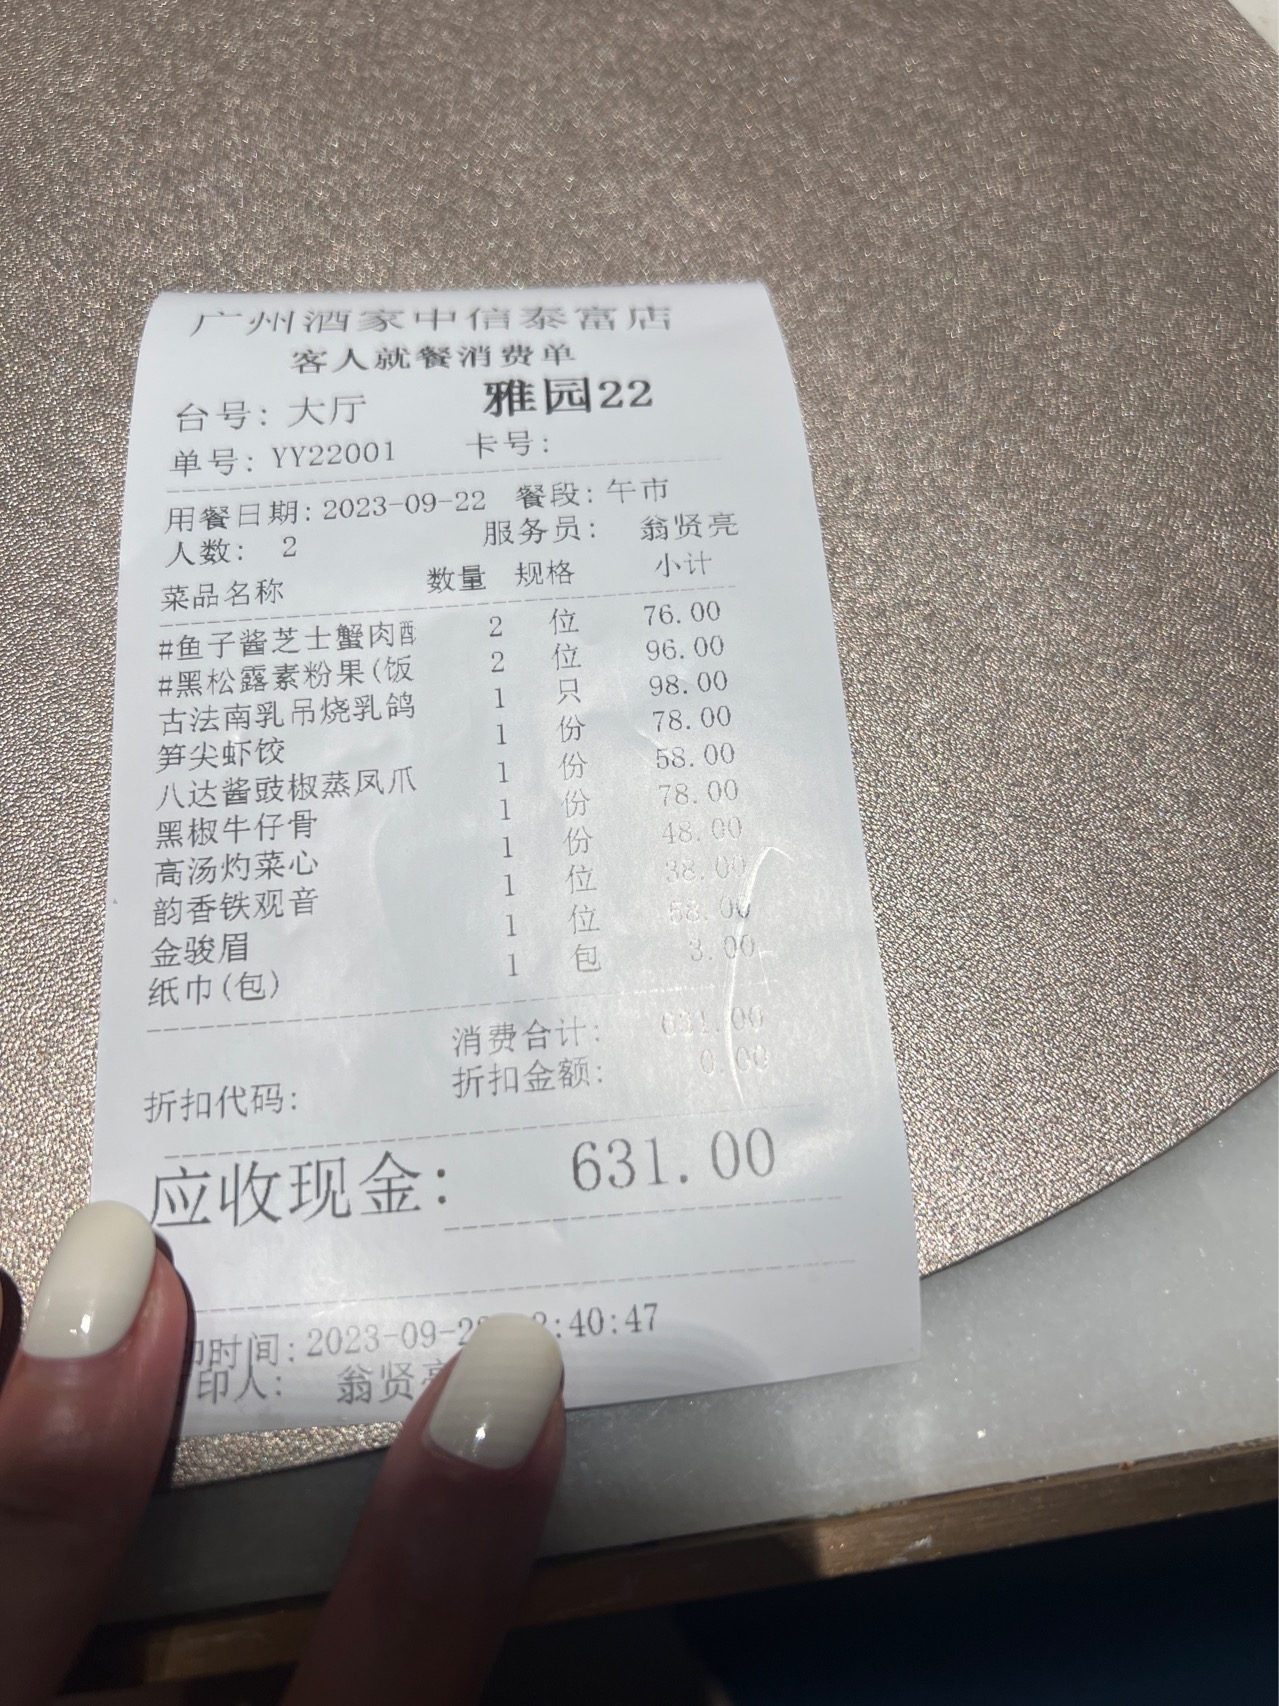 广州酒家中信泰富店
客人就餐消费单
台号: 大厅 雅园22
单号: YY22001 卡号:
用餐日期: 2023-09-22 餐段: 午市
人数: 2 服务员: 翁贤亮
菜品名称 数量 规格 小计
#鱼子酱芝士蟹肉酥 2 位 76.00
#黑松露素粉果(饭 2 位 96.00
古法南乳吊烧乳鸽 1 只 98.00
笋尖虾饺 1 份 78.00
八达酱豉椒蒸凤爪 1 份 58.00
黑椒牛仔骨 1 份 78.00
高汤灼菜心 1 份 48.00
韵香铁观音 1 位 38.00
金骏眉 1 位 58.00
纸巾(包) 1 包 3.00
消费合计: 631.00
折扣代码: 折扣金额: 0.00
应收现金: 631.00
印时间: 2023-09-2 2:40:47
印人: 翁贤亮